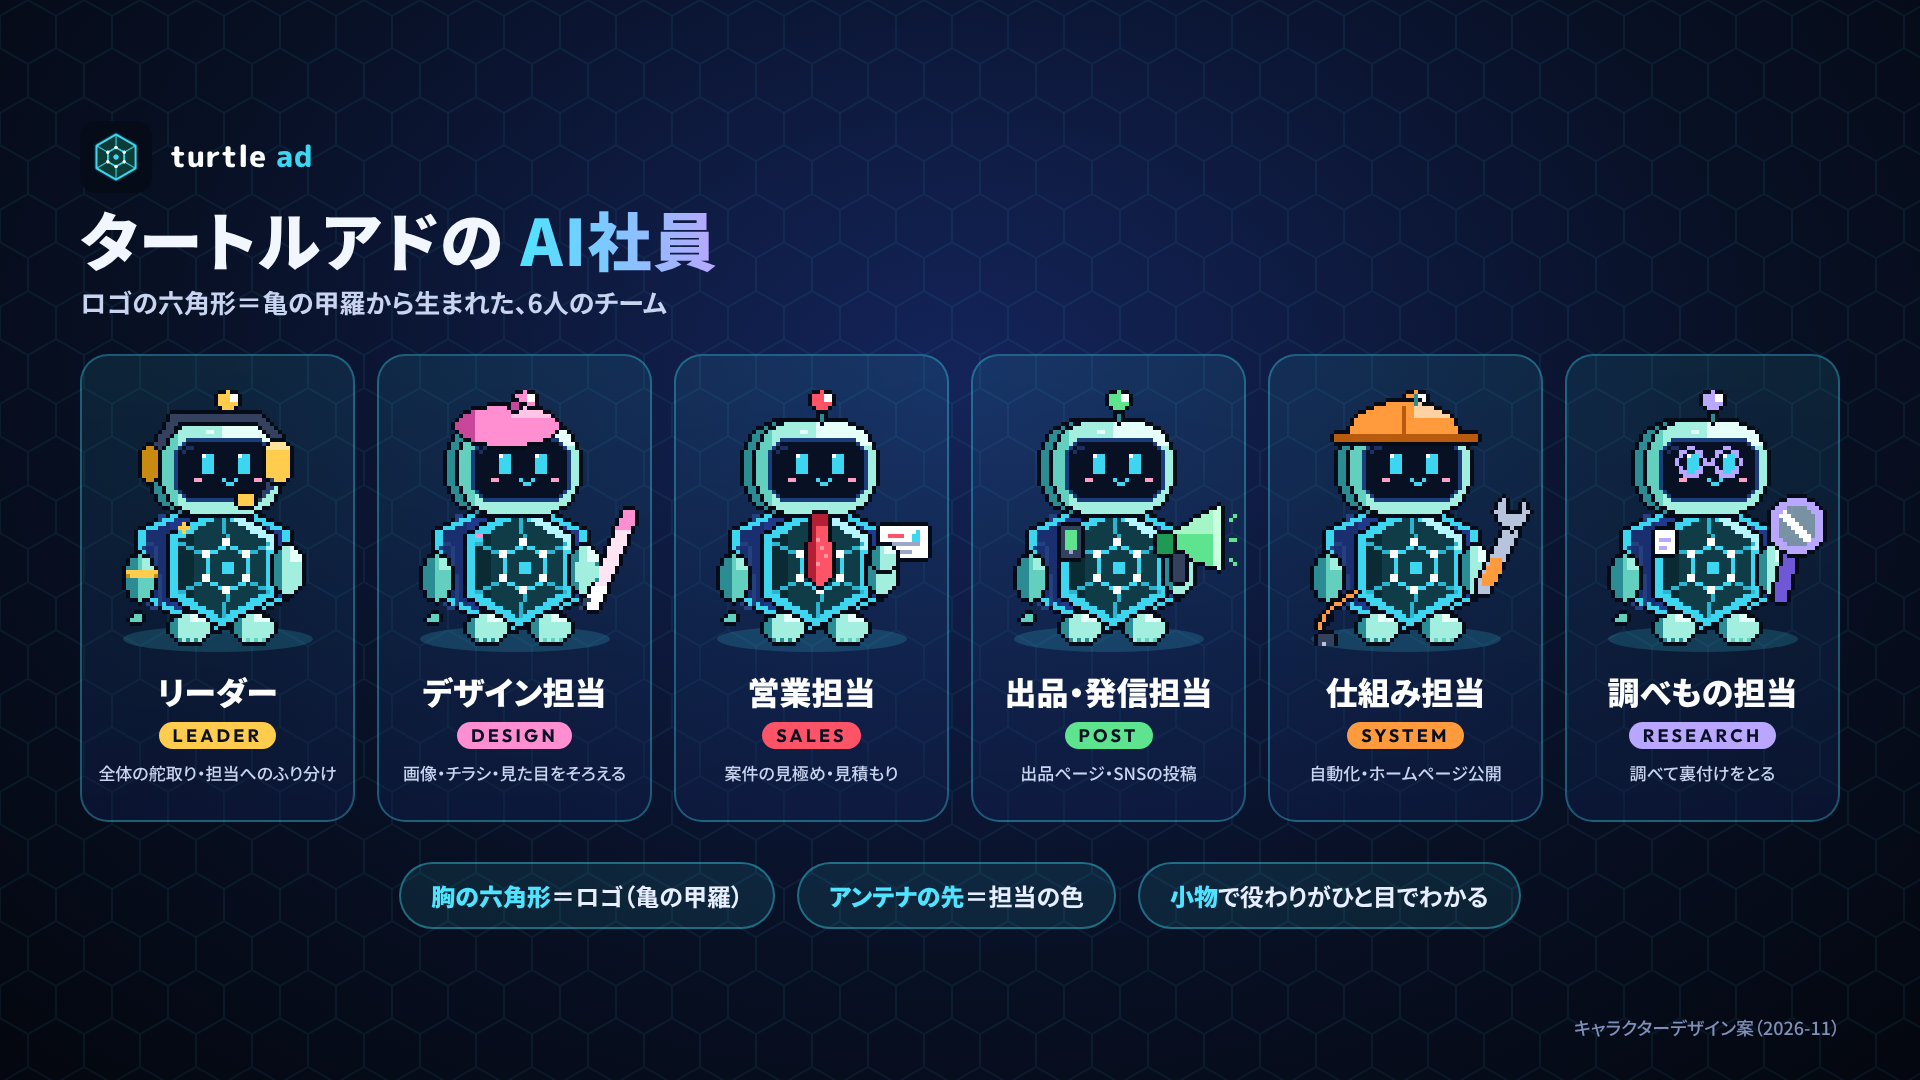 turtle ad
タートルアドの AI社員
ロゴの六角形＝亀の甲羅から生まれた、6人のチーム
リーダー
LEADER
全体の舵取り・担当へのふり分け
デザイン担当
DESIGN
画像・チラシ・見た目をそろえる
営業担当
SALES
案件の見極め・見積もり
出品・発信担当
POST
出品ページ・SNSの投稿
仕組み担当
SYSTEM
自動化・ホームページ公開
調べもの担当
RESEARCH
調べて裏付けをとる
胸の六角形＝ロゴ（亀の甲羅）
アンテナの先＝担当の色
小物で役わりがひと目でわかる
キャラクターデザイン案（2026-11）